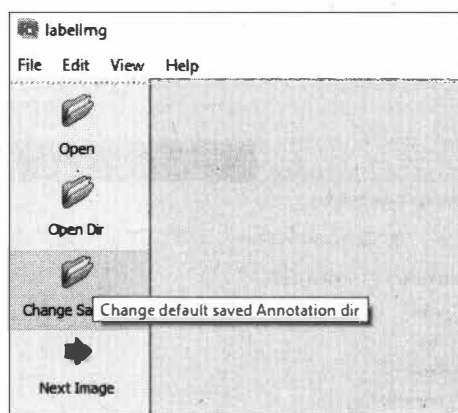 labelImg
File Edit View Help
Open
Open Dir
Change Sa
Change default saved Annotation dir
Next Image